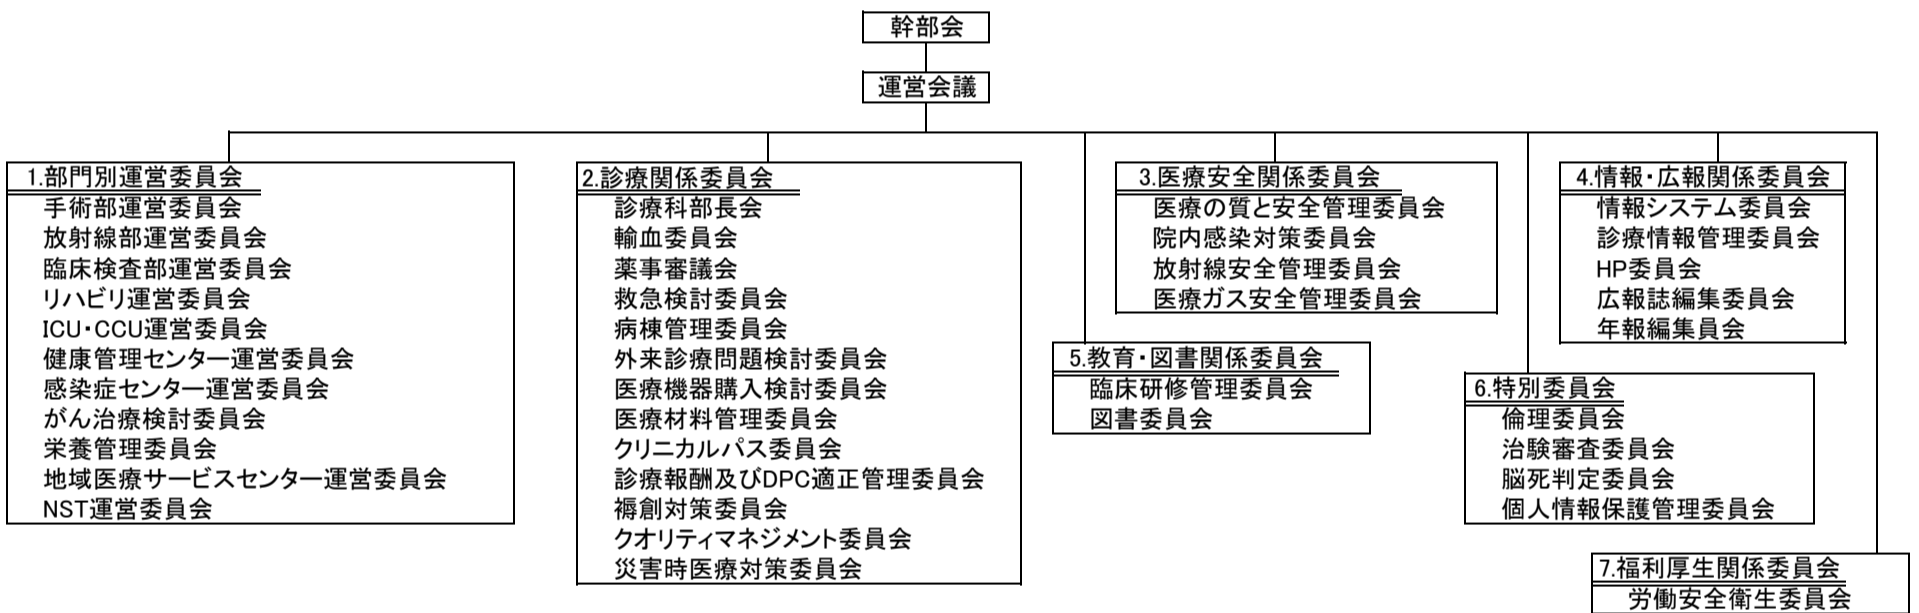 幹部会
運営会議
1.部門別運営委員会
手術部運営委員会
放射線部運営委員会
臨床検査部運営委員会
リハビリ運営委員会
ICU・CCU運営委員会
健康管理センター運営委員会
感染症センター運営委員会
がん治療検討委員会
栄養管理委員会
地域医療サービスセンター運営委員会
NST運営委員会
2.診療関係委員会
診療科部長会
輸血委員会
薬事審議会
救急検討委員会
病棟管理委員会
外来診療問題検討委員会
医療機器購入検討委員会
医療材料管理委員会
クリニカルパス委員会
診療報酬及びDPC適正管理委員会
褥創対策委員会
クオリティマネジメント委員会
災害時医療対策委員会
3.医療安全関係委員会
医療の質と安全管理委員会
院内感染対策委員会
放射線安全管理委員会
医療ガス安全管理委員会
4.情報・広報関係委員会
情報システム委員会
診療情報管理委員会
HP委員会
広報誌編集委員会
年報編集員会
5.教育・図書関係委員会
臨床研修管理委員会
図書委員会
6.特別委員会
倫理委員会
治験審査委員会
脳死判定委員会
個人情報保護管理委員会
7.福利厚生関係委員会
労働安全衛生委員会